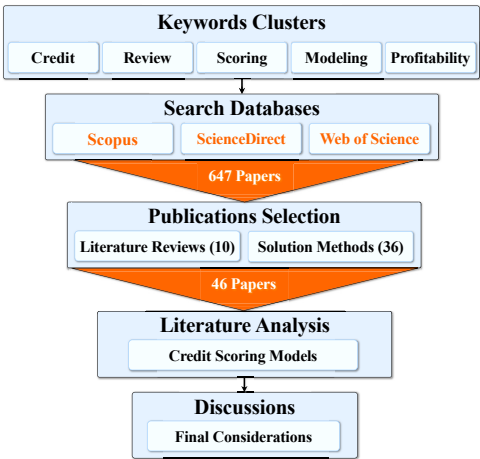 Keywords Clusters
Credit Review Scoring Modeling Profitability
Search Databases
Scopus ScienceDirect Web of Science
647 Papers
Publications Selection
Literature Reviews (10) Solution Methods (36)
46 Papers
Literature Analysis
Credit Scoring Models
Discussions
Final Considerations